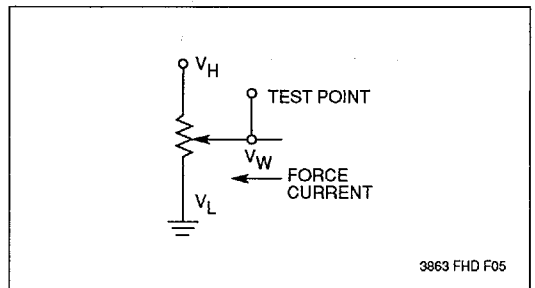 VH
TEST POINT
VW
FORCE
CURRENT
VL
3863 FHD F05